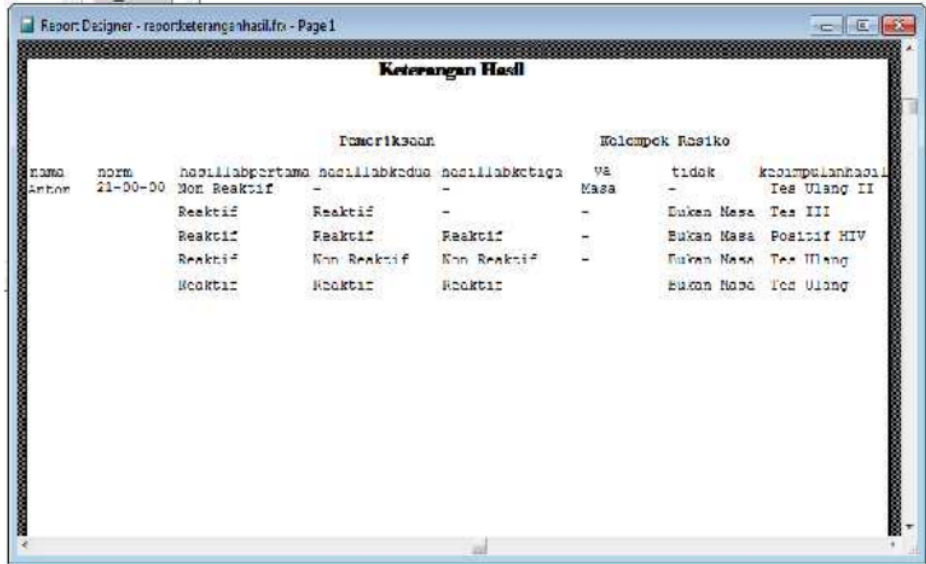 Report Designer - reportketeranganhasil.frx - Page 1
Keterangan Hasil
Pemeriksaan Kelompok Resiko
nama norm hasillabpertama hasillabkedua hasillabketiga ya tidak kesimpulanhasil
Anton 21-00-00 Non Reaktif - - Masa - Tes Ulang II
Reaktif Reaktif - - Bukan Masa Tes III
Reaktif Reaktif Reaktif - Bukan Masa Positif HIV
Reaktif Non Reaktif Non Reaktif - Bukan Masa Tes Ulang
Reaktif Reaktif Reaktif Bukan Masa Tes Ulang